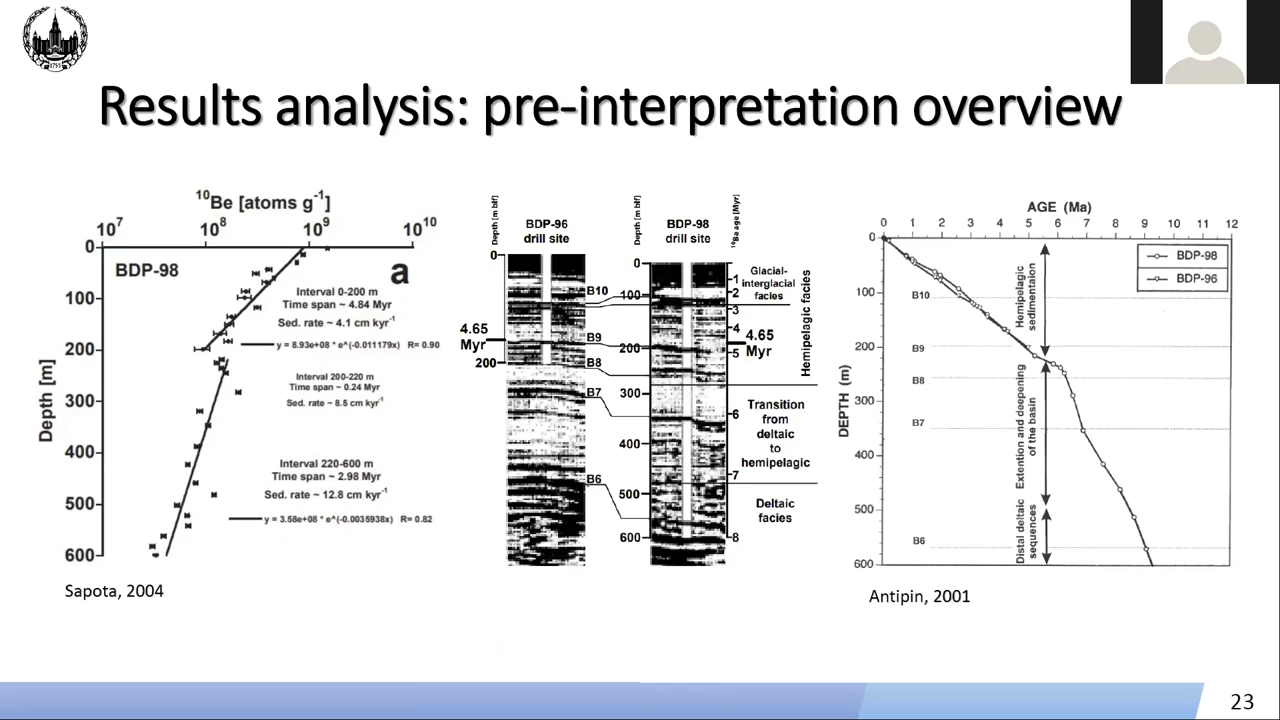 Results analysis: pre-interpretation overview
10Be [atoms g-1]
10^7 10^8 10^9 10^10
BDP-98
a
Depth [m]
0
100
200
300
400
500
600
Interval 0-200 m
Time span ~ 4.84 Myr
Sed. rate ~ 4.1 cm kyr-1
y = 8.93e+08 * e^(-0.011179x) R= 0.90
Interval 200-220 m
Time span ~ 0.24 Myr
Sed. rate ~ 8.5 cm kyr-1
Interval 220-600 m
Time span ~ 2.98 Myr
Sed. rate ~ 12.8 cm kyr-1
y = 3.58e+08 * e^(-0.0035938x) R= 0.82
Sapota, 2004
Depth [m blf]
BDP-96
drill site
0
4.65
Myr
200
B10
B9
B8
B7
B6
Depth [m blf]
BDP-98
drill site
0
100
200
300
400
500
600
10Be age [Myr]
1
2
3
4
5
6
7
8
4.65
Myr
Glacial-
interglacial
facies
Hemipelagic facies
Transition
from
deltaic
to
hemipelagic
Deltaic
facies
AGE (Ma)
0 1 2 3 4 5 6 7 8 9 10 11 12
DEPTH (m)
0
100
200
300
400
500
600
BDP-98
BDP-96
B10
B9
B8
B7
B6
Hemipelagic
sedimentaion
Extention and deepening
of the basin
Distal deltaic
sequences
Antipin, 2001
23